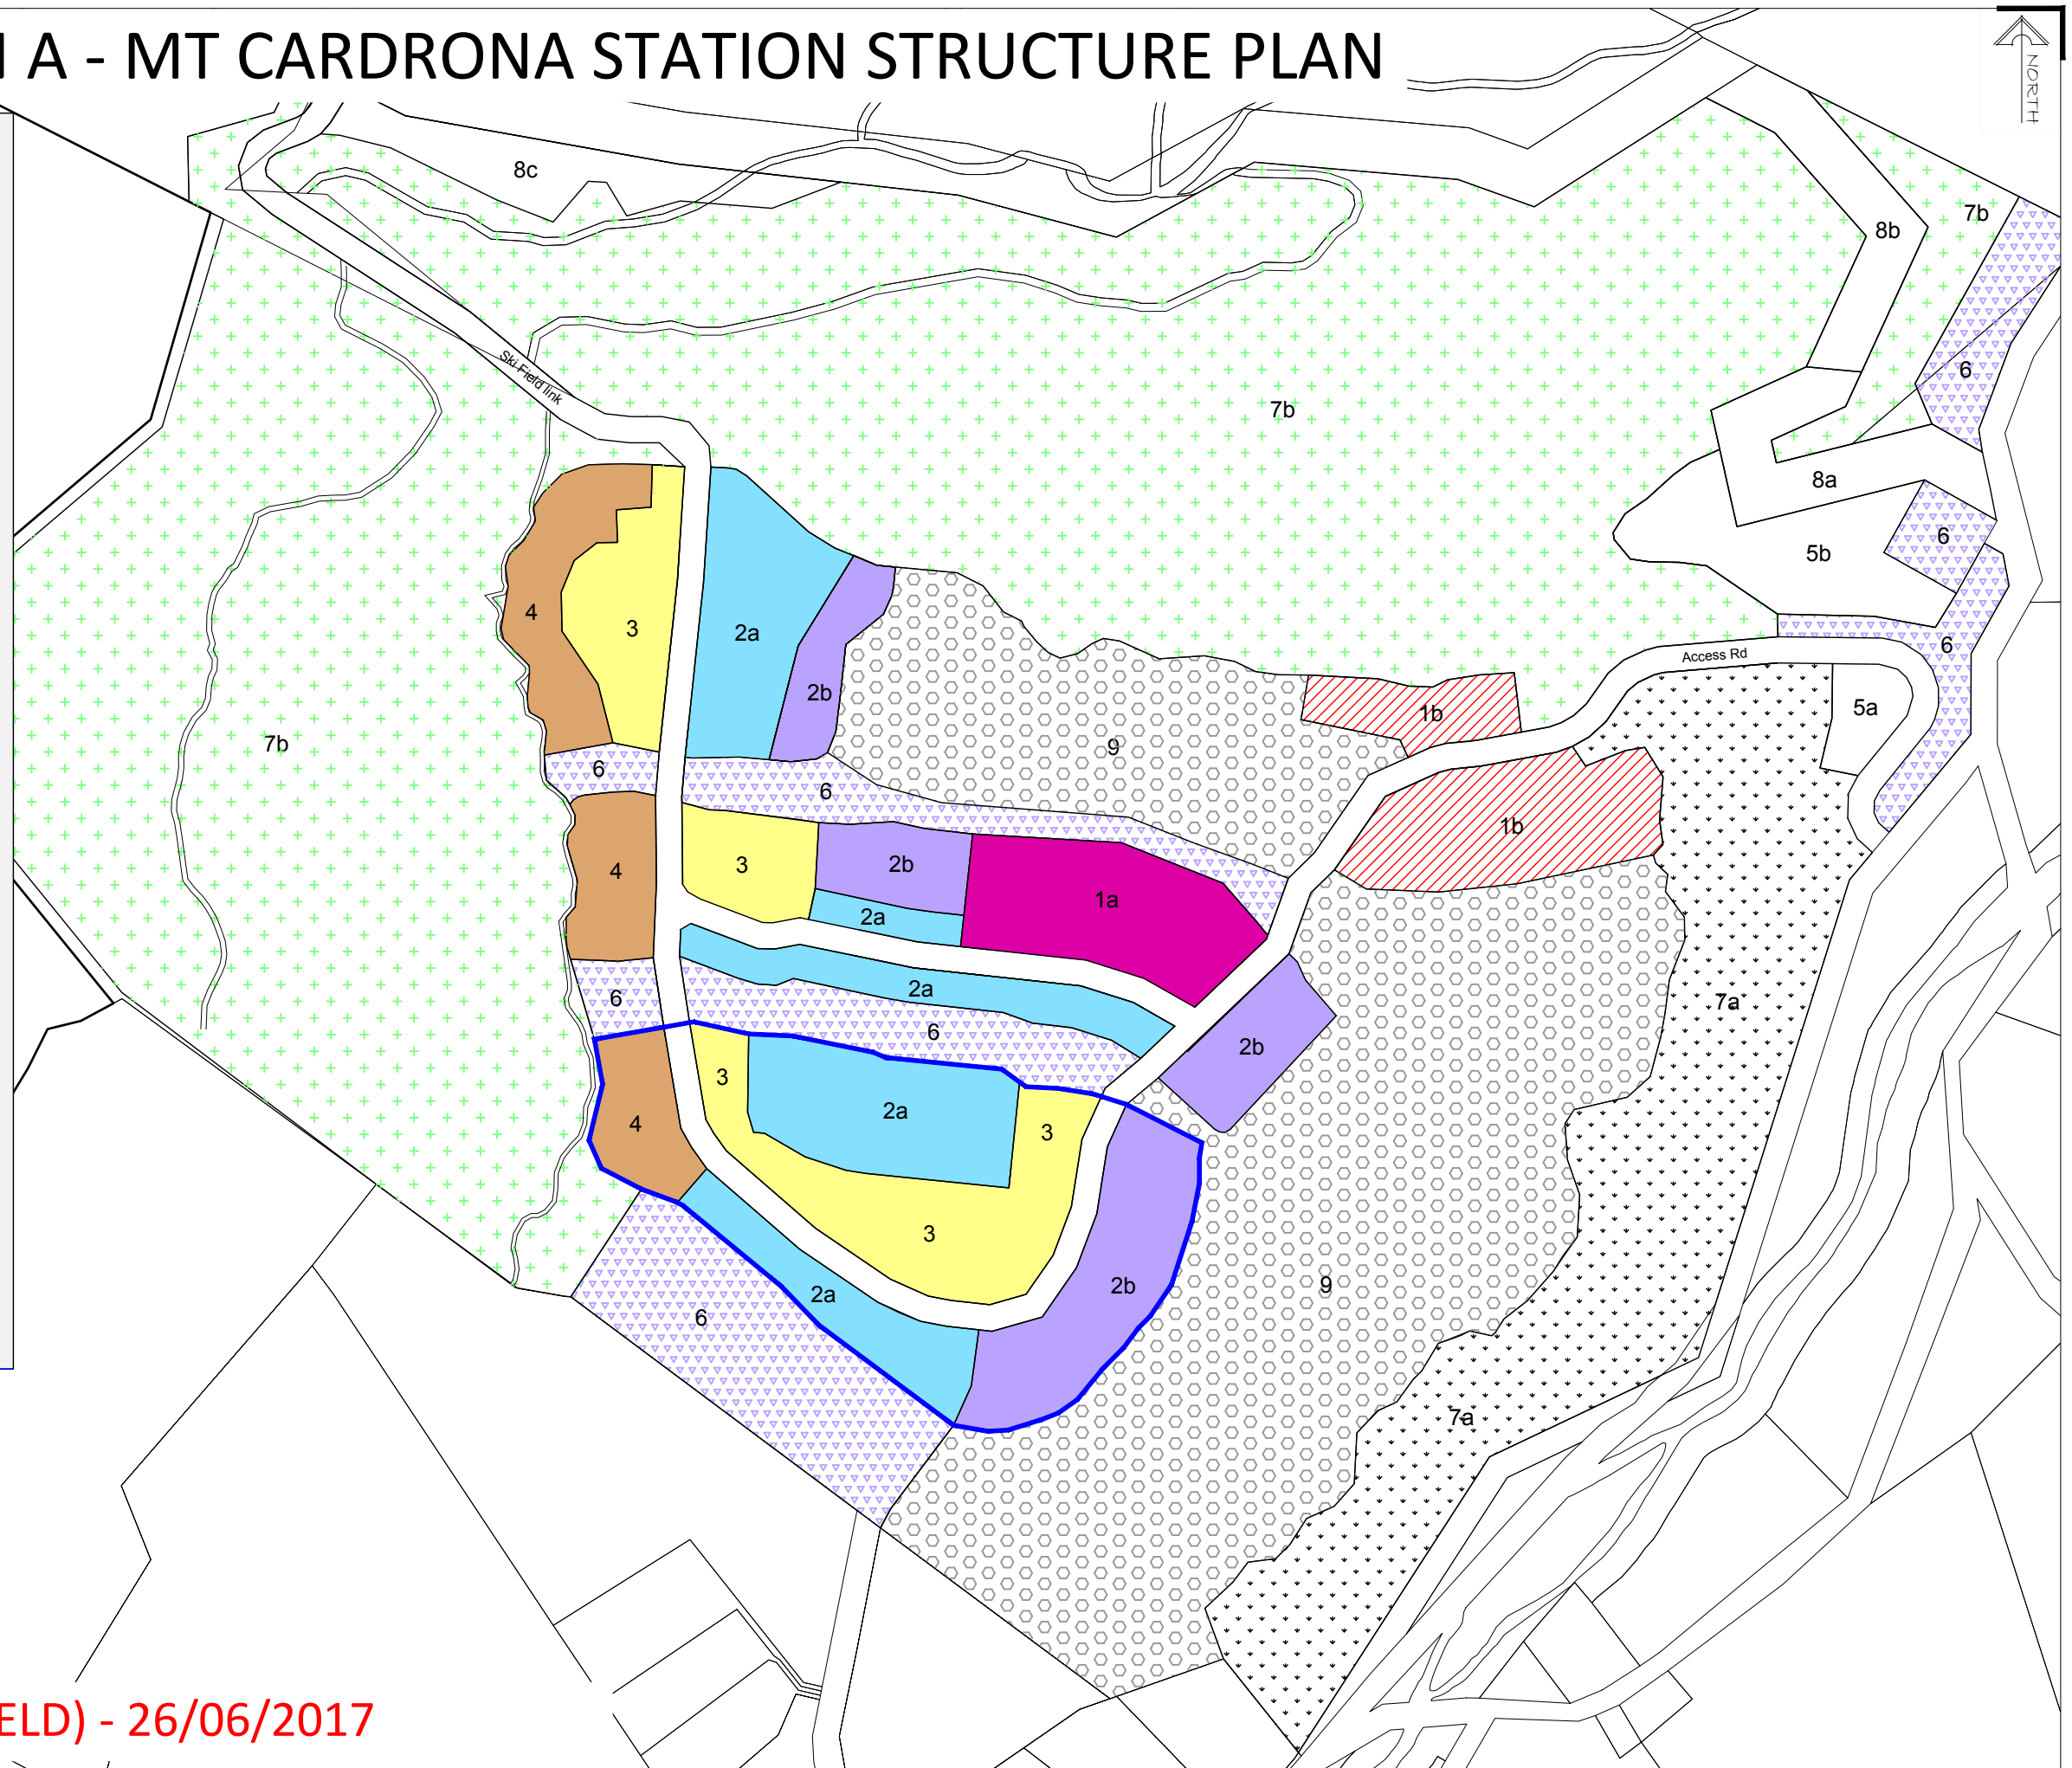 A - MT CARDRONA STATION STRUCTURE PLAN
NORTH
8c
7b
8b
6
Ski Field link
7b
8a
6
5b
4
3
2a
6
Access Rd
2b
5a
1b
7b
9
6
6
1b
3
2b
4
1a
2a
2a
6
7a
6
2b
3
2a
4
3
3
2b
9
2a
6
7a
ELD) - 26/06/2017